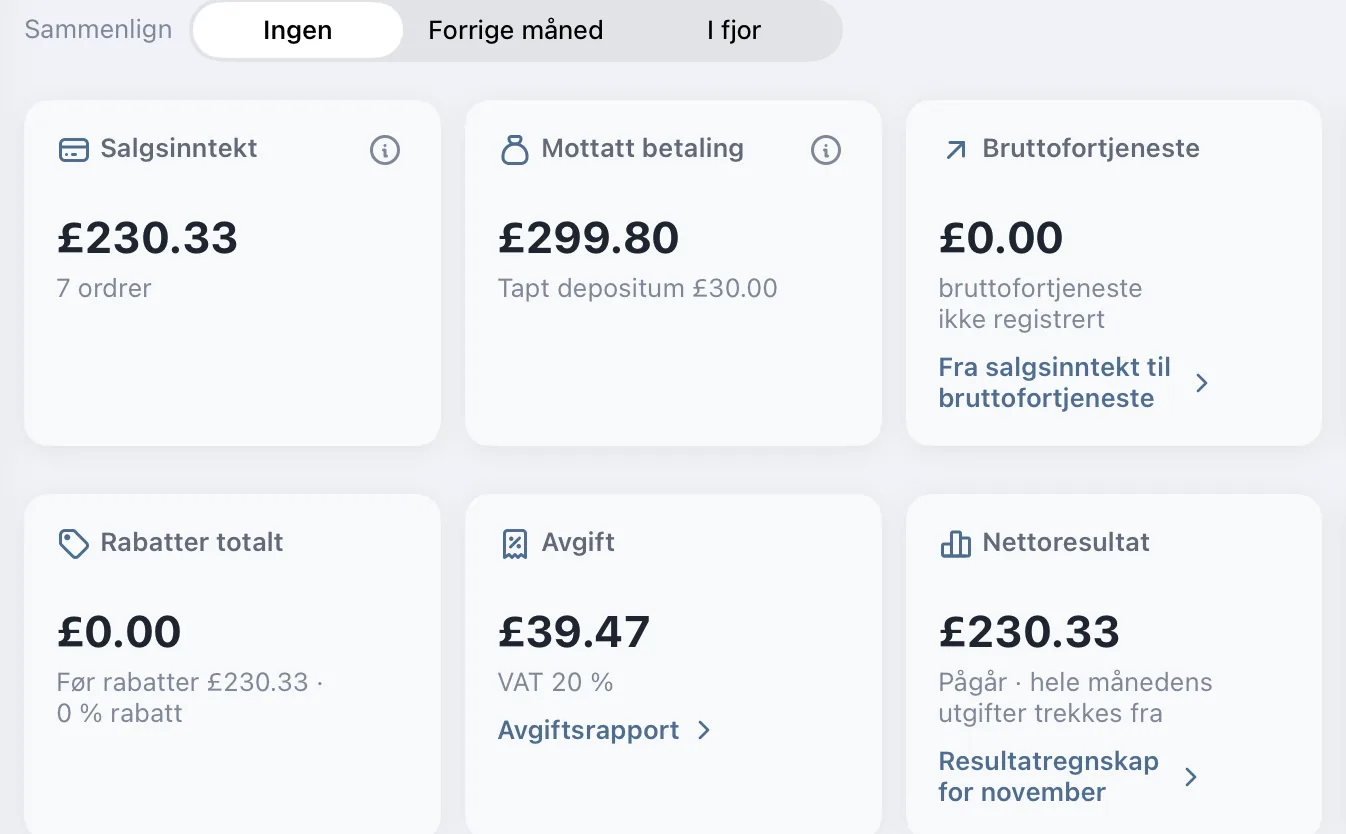 Sammenlign Ingen Forrige måned I fjor
Salgsinntekt
£230.33
7 ordrer
Mottatt betaling
£299.80
Tapt depositum £30.00
Bruttofortjeneste
£0.00
bruttofortjeneste
ikke registrert
Fra salgsinntekt til
bruttofortjeneste
Rabatter totalt
£0.00
Før rabatter £230.33 ·
0 % rabatt
Avgift
£39.47
VAT 20 %
Avgiftsrapport
Nettoresultat
£230.33
Pågår · hele månedens
utgifter trekkes fra
Resultatregnskap
for november